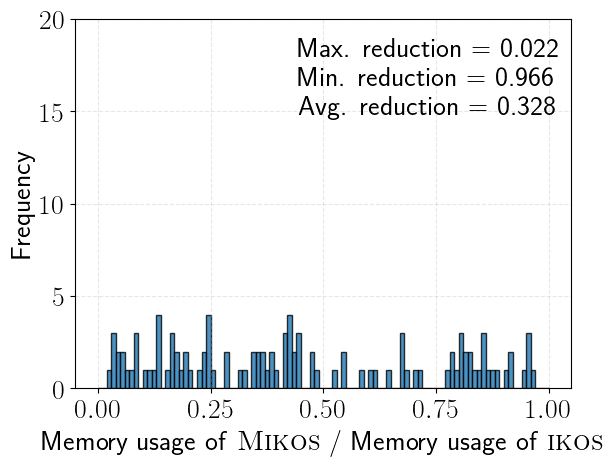 20
15
10
5
0
Frequency
Max. reduction = 0.022
Min. reduction = 0.966
Avg. reduction = 0.328
0.00 0.25 0.50 0.75 1.00
Memory usage of MIKOS / Memory usage of IKOS